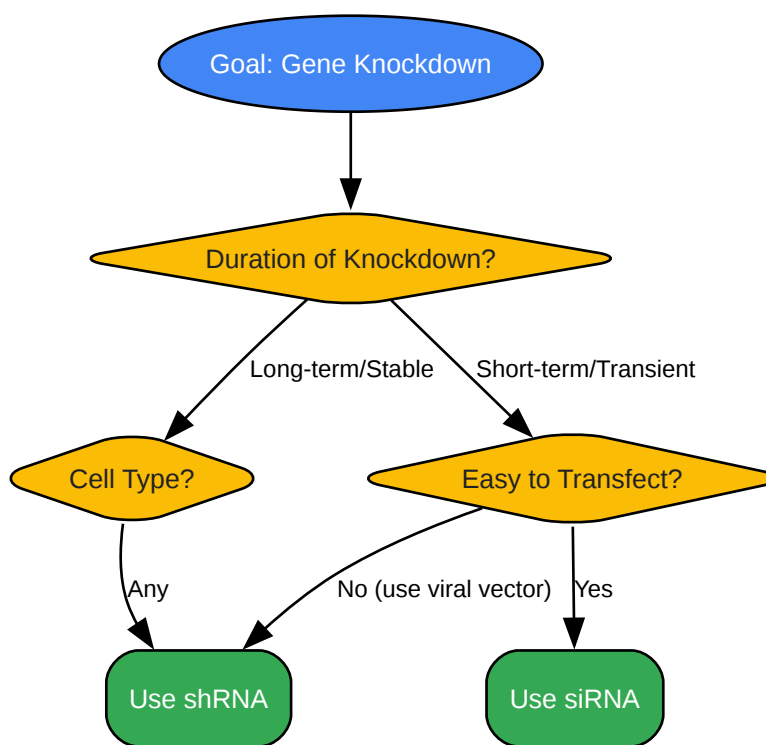 Goal: Gene Knockdown
Duration of Knockdown?
Long-term/Stable
Short-term/Transient
Cell Type?
Easy to Transfect?
Any
No (use viral vector)
Yes
Use shRNA
Use siRNA